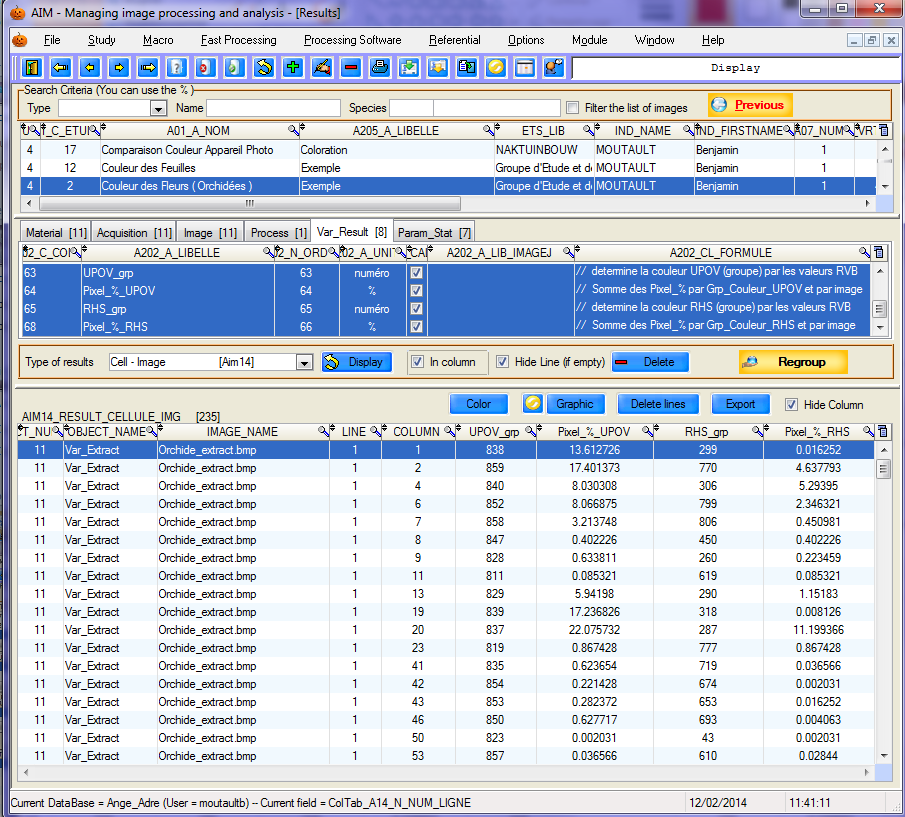 AIM - Managing image processing and analysis - [Results]
File Study Macro Fast Processing Processing Software Referential Options Module Window Help
Display
Search Criteria (You can use the % )
Type Name Species Filter the list of images Previous
T_C_ETUI A01_A_NOM A205_A_LIBELLE ETS_LIB IND_NAME IND_FIRSTNAME 07_NUM VRT
4 17 Comparaison Couleur Appareil Photo Coloration NAKTUINBOUW MOUTAULT Benjamin 1
4 12 Couleur des Feuilles Exemple Groupe d'Etude et de MOUTAULT Benjamin 1
4 2 Couleur des Fleurs ( Orchidées ) Exemple Groupe d'Etude et de MOUTAULT Benjamin 1
Material [11] Acquisition [11] Image [11] Process [1] Var_Result [8] Param_Stat [7]
02_C_CO A202_A_LIBELLE 02_N_ORD 02_A_UNI CAL A202_A_LIB_IMAGEJ A202_CL_FORMULE
63 UPOV_grp 63 numéro // determine la couleur UPOV (groupe) par les valeurs RVB
64 Pixel_%_UPOV 64 % // Somme des Pixel_% par Grp_Couleur_UPOV et par image
65 RHS_grp 65 numéro // determine la couleur RHS (groupe) par les valeurs RVB
68 Pixel_%_RHS 66 % // Somme des Pixel_% par Grp_Couleur_RHS et par image
Type of results Cell - Image [Aim14] Display In column Hide Line (if empty) Delete Regroup
Color Graphic Delete lines Export Hide Column
AIM14_RESULT_CELLULE_IMG [235]
T_NU OBJECT_NAME IMAGE_NAME LINE COLUMN UPOV_grp Pixel_%_UPOV RHS_grp Pixel_%_RHS
11 Var_Extract Orchide_extract.bmp 1 1 838 13.612726 299 0.016252
11 Var_Extract Orchide_extract.bmp 1 2 859 17.401373 770 4.637793
11 Var_Extract Orchide_extract.bmp 1 4 840 8.030308 306 5.29395
11 Var_Extract Orchide_extract.bmp 1 6 852 8.066875 799 2.346321
11 Var_Extract Orchide_extract.bmp 1 7 858 3.213748 806 0.450981
11 Var_Extract Orchide_extract.bmp 1 8 847 0.402226 450 0.402226
11 Var_Extract Orchide_extract.bmp 1 9 828 0.633811 260 0.223459
11 Var_Extract Orchide_extract.bmp 1 11 811 0.085321 619 0.085321
11 Var_Extract Orchide_extract.bmp 1 13 829 5.94198 290 1.15183
11 Var_Extract Orchide_extract.bmp 1 19 839 17.236826 318 0.008126
11 Var_Extract Orchide_extract.bmp 1 20 837 22.075732 287 11.199366
11 Var_Extract Orchide_extract.bmp 1 23 819 0.867428 777 0.867428
11 Var_Extract Orchide_extract.bmp 1 41 835 0.623654 719 0.036566
11 Var_Extract Orchide_extract.bmp 1 42 854 0.221428 674 0.002031
11 Var_Extract Orchide_extract.bmp 1 43 853 0.282372 653 0.016252
11 Var_Extract Orchide_extract.bmp 1 46 850 0.627717 693 0.004063
11 Var_Extract Orchide_extract.bmp 1 50 823 0.002031 43 0.002031
11 Var_Extract Orchide_extract.bmp 1 53 857 0.036566 610 0.02844
Current DataBase = Ange_Adre (User = moutaultb) -- Current field = ColTab_A14_N_NUM_LIGNE 12/02/2014 11:41:11